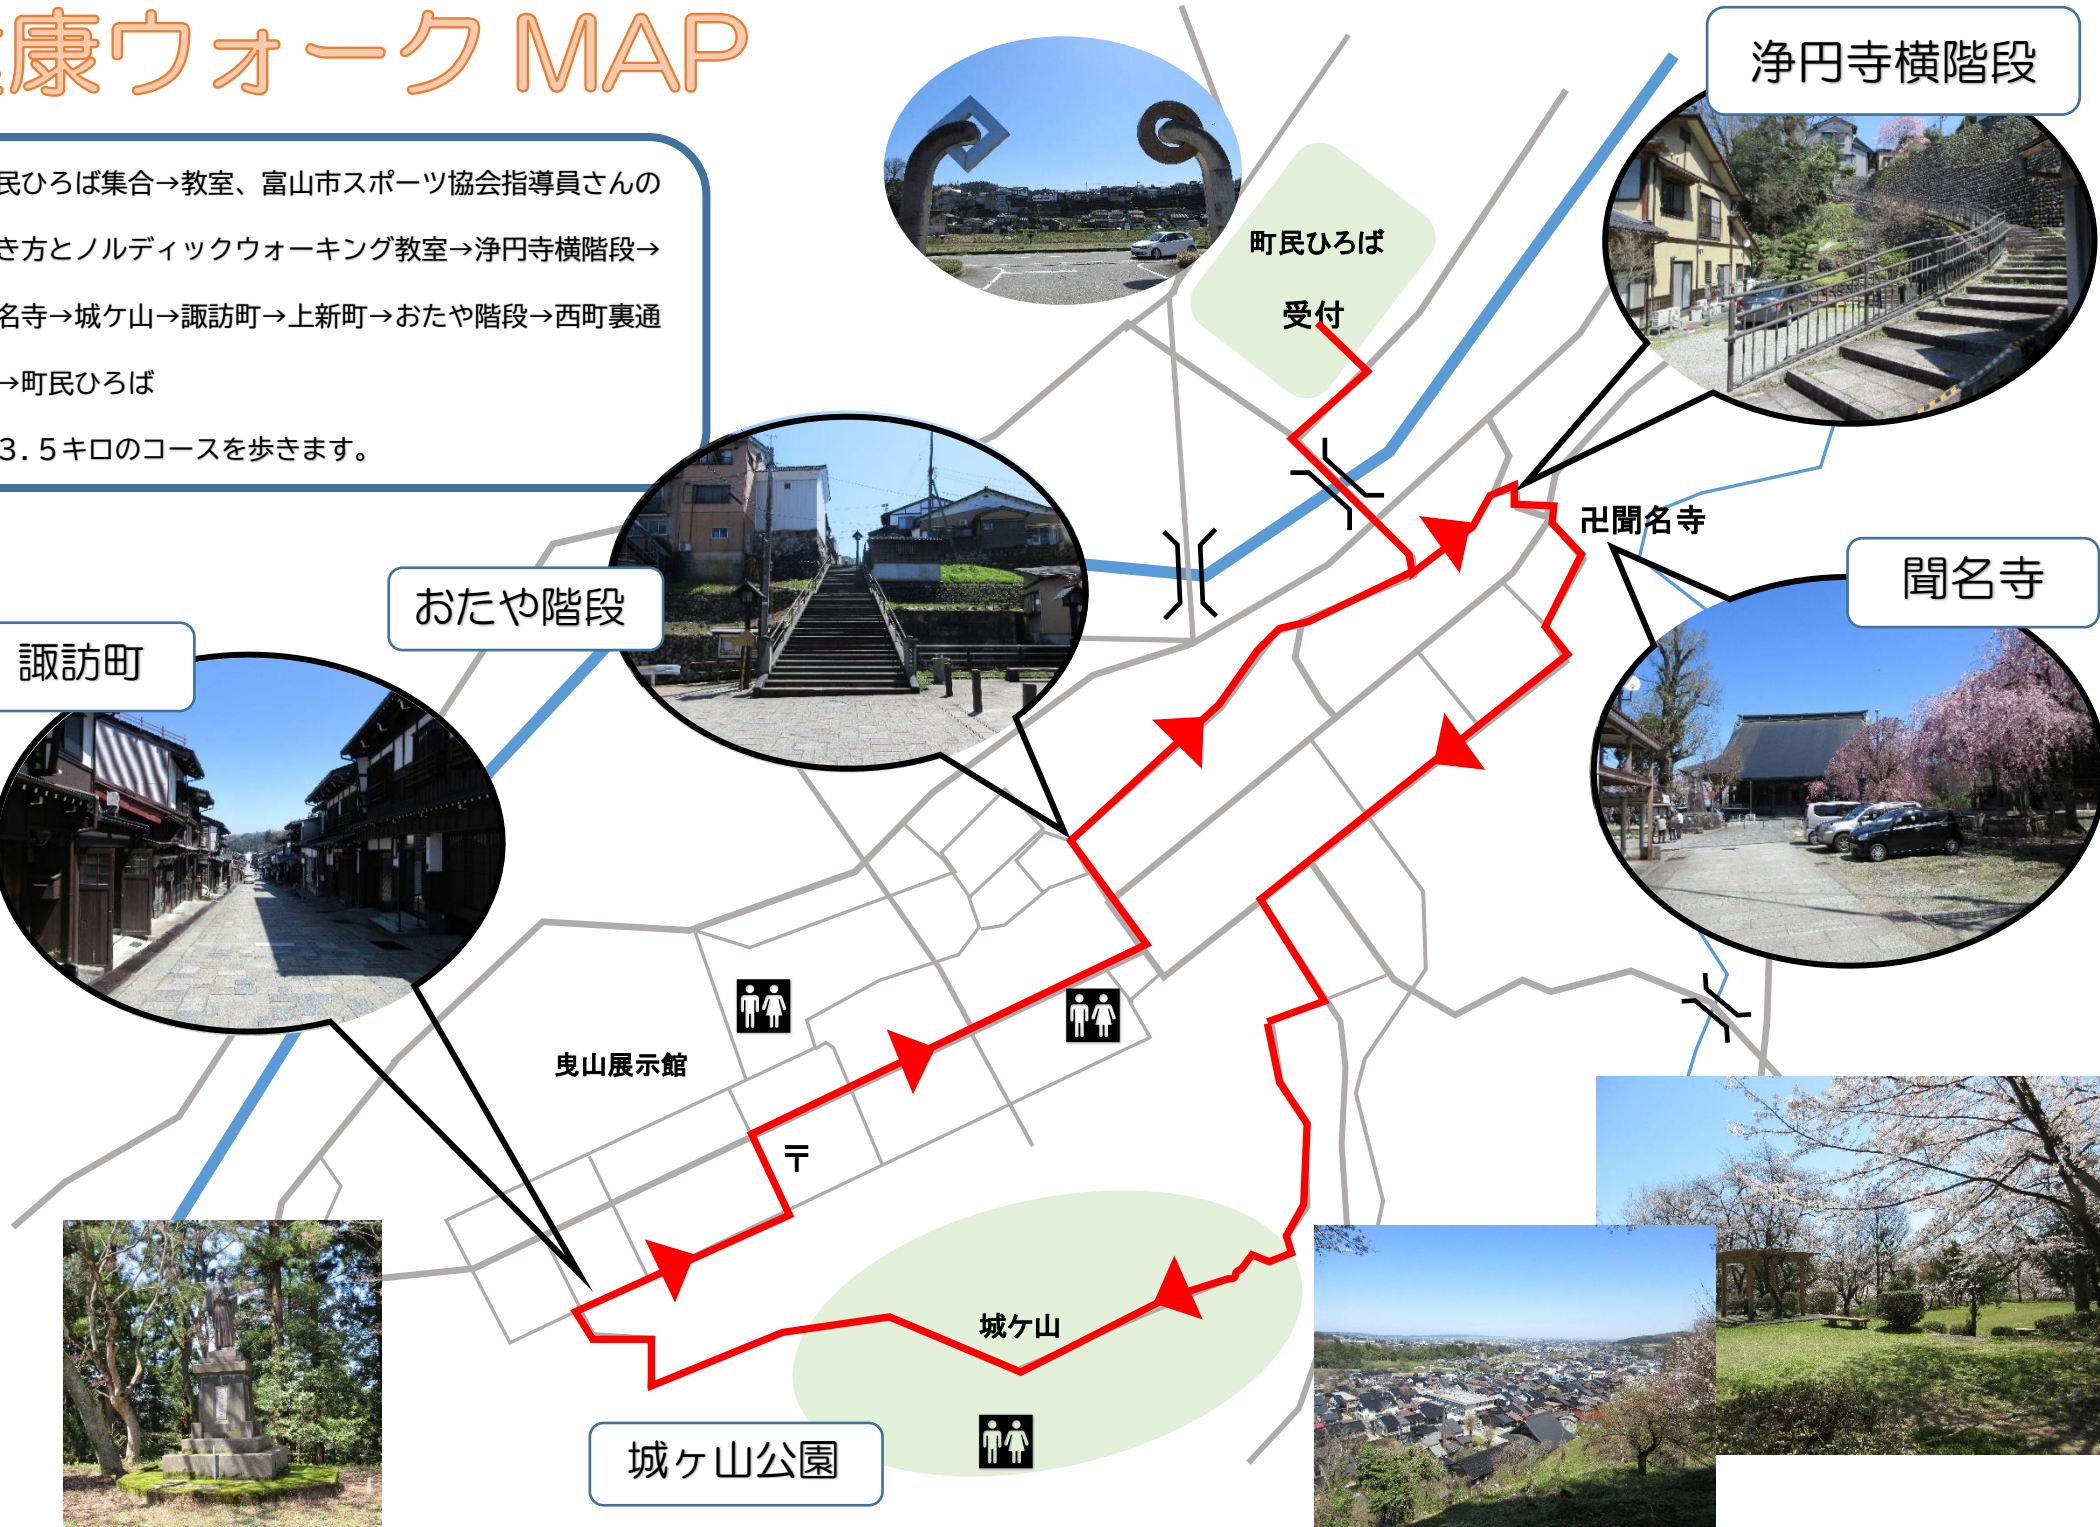 康ウォークMAP
民ひろば集合→教室、富山市スポーツ協会指導員さんの
き方とノルディックウォーキング教室→浄円寺横階段→
名寺→城ケ山→諏訪町→上新町→おたや階段→西町裏通
→町民ひろば
3.5キロのコースを歩きます。
浄円寺横階段
町民ひろば
受付
卍聞名寺
聞名寺
おたや階段
諏訪町
曳山展示館
〒
城ケ山
城ヶ山公園